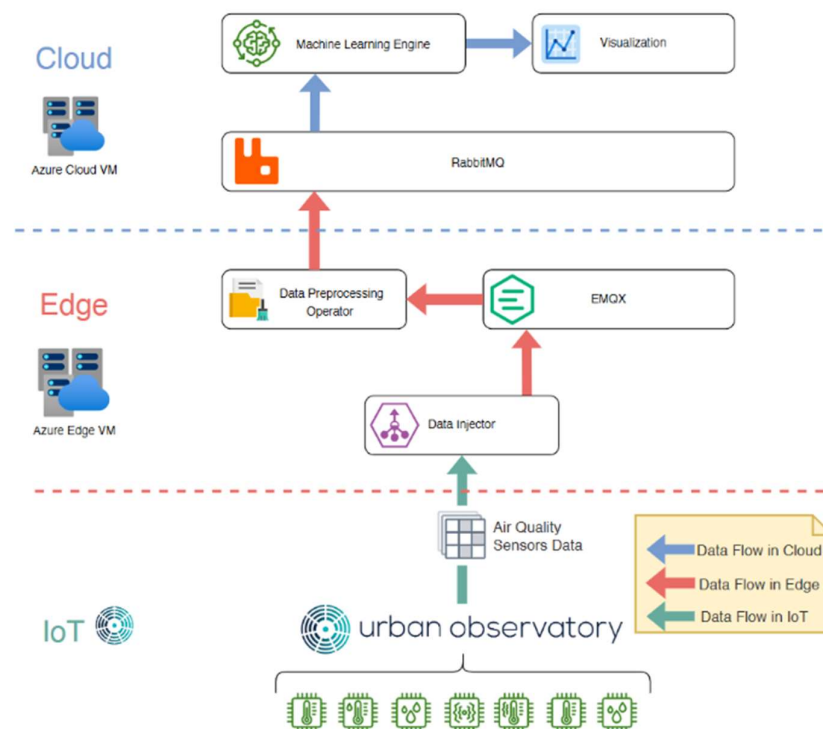 Cloud
Azure Cloud VM
Machine Learning Engine
Visualization
RabbitMQ
Edge
Azure Edge VM
Data Preprocessing
Operator
EMQX
Data Injector
IoT
Air Quality
Sensors Data
urban observatory
Data Flow in Cloud
Data Flow in Edge
Data Flow in IoT